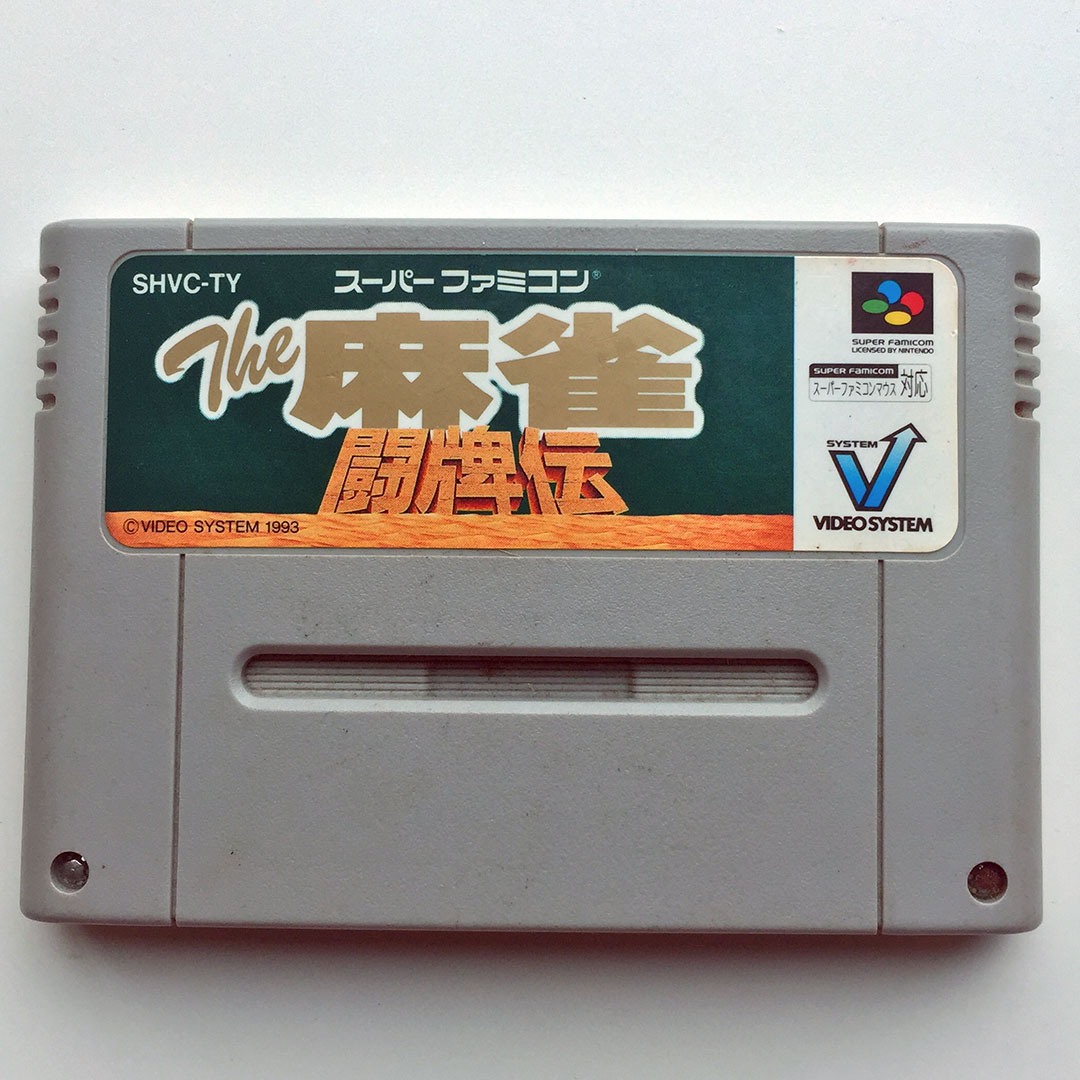 SHVC-TY
スーパーファミコン®
The 麻雀
闘牌伝
©VIDEO SYSTEM 1993
SUPER FAMICOM
LICENSED BY NINTENDO
SUPER FAMICOM
スーパーファミコンマウス 対応
SYSTEM
V
VIDEO SYSTEM